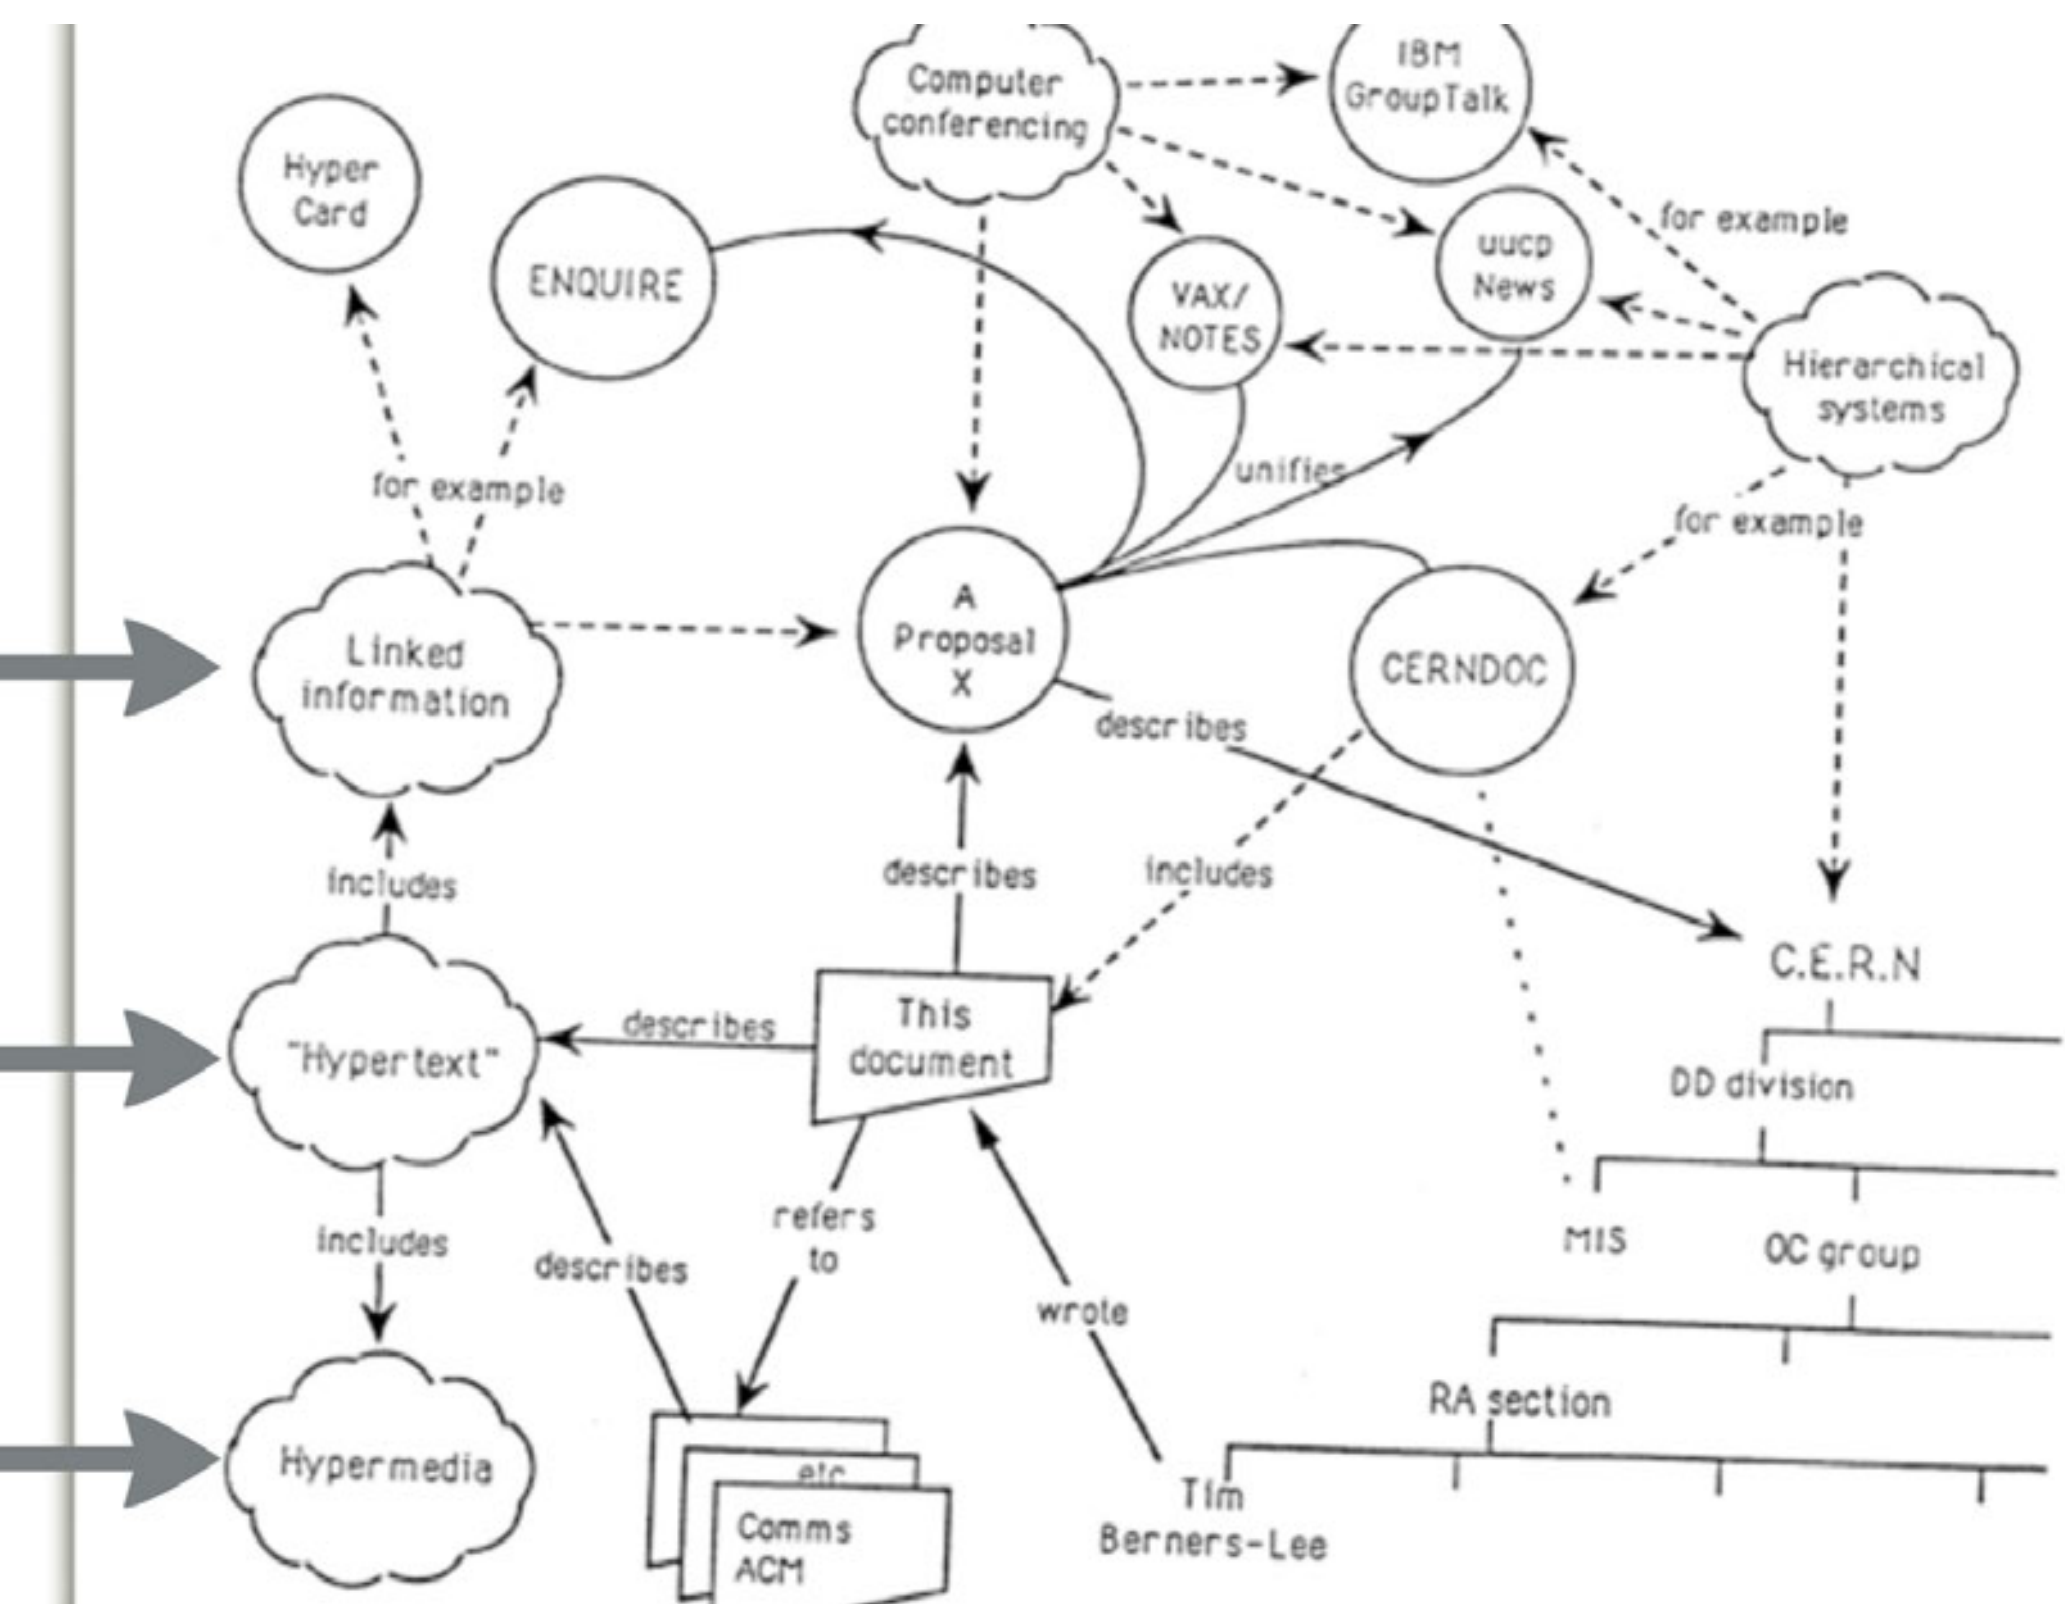 Computer
conferencing
IBM
GroupTalk
Hyper
Card
ENQUIRE
VAX/
NOTES
uucp
News
for example
Hierarchical
systems
for example
unifies
for example
Linked
information
A
Proposal
X
CERNDOC
describes
includes
describes
includes
C.E.R.N
"Hypertext"
describes
This
document
DD division
includes
describes
refers
to
wrote
MIS
OC group
RA section
Hypermedia
etc
Comms
ACM
Tim
Berners-Lee